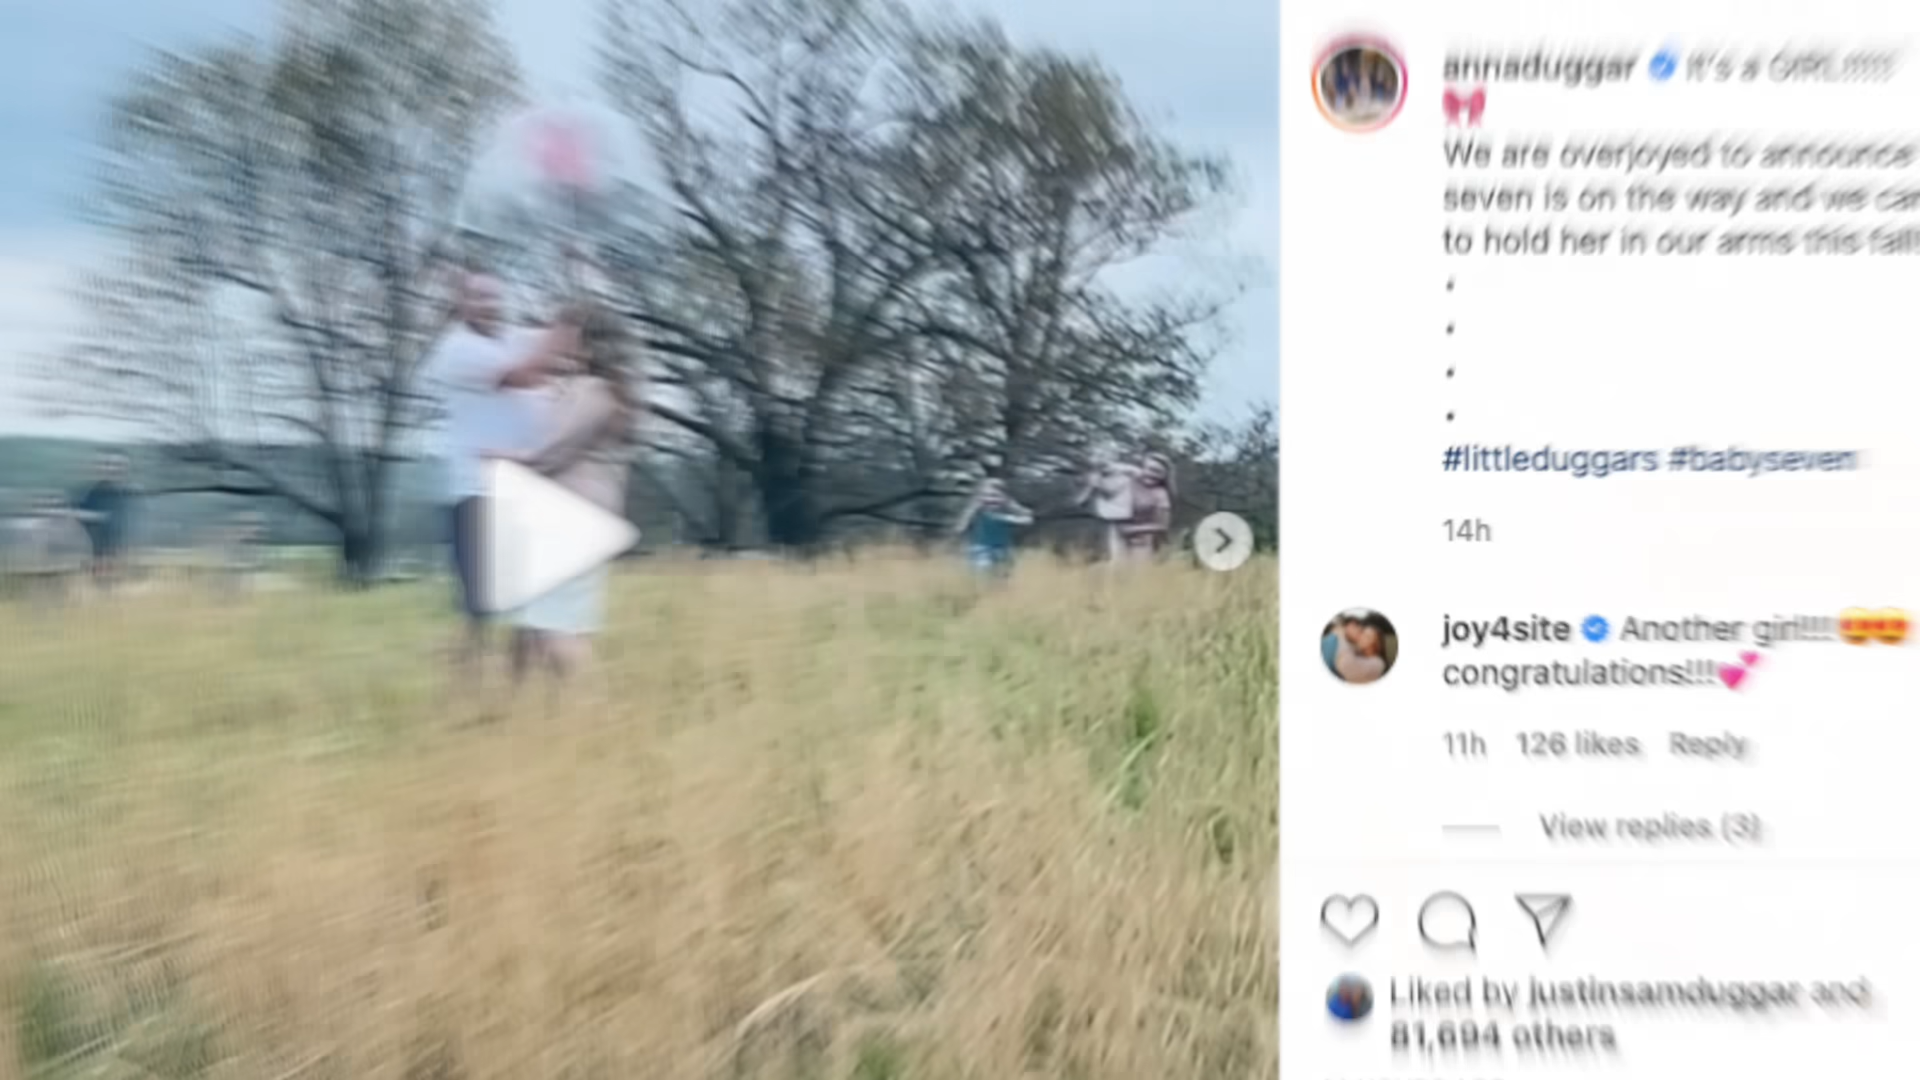 annaduggar It's a GIRL!!!!!
We are overjoyed to announce
seven is on the way and we can
to hold her in our arms this fall!
.
.
.
.
#littleduggars #babyseven
14h
joy4site Another girl!!!!
congratulations!!!
11h 126 likes Reply
View replies (3)
Liked by justinsamduggar and
81,694 others